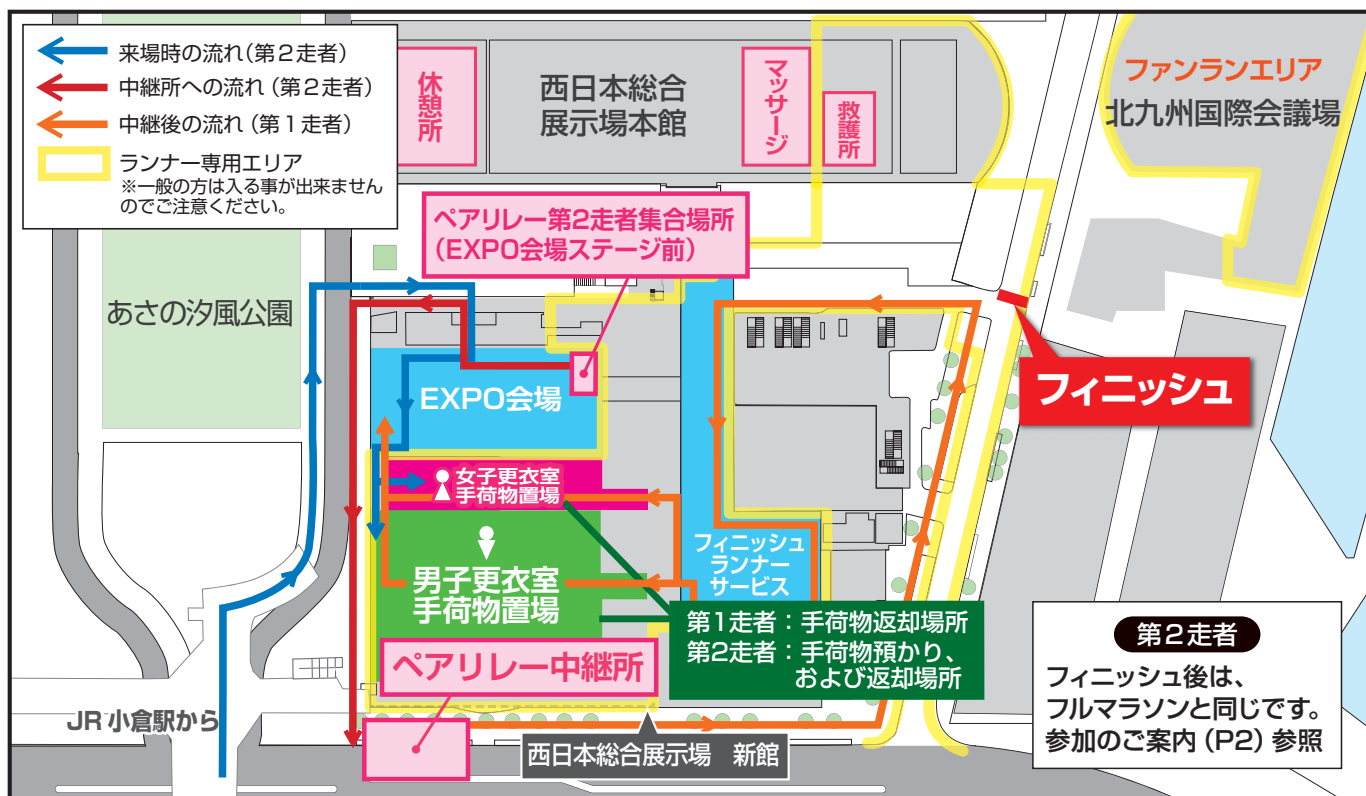 来場時の流れ(第2走者)
中継所への流れ(第2走者)
中継後の流れ(第1走者)
ランナー専用エリア
※一般の方は入る事が出来ません
のでご注意ください。
休憩所
西日本総合
展示場本館
マッサージ
救護所
ファンランエリア
北九州国際会議場
ペアリレー第2走者集合場所
(EXPO会場ステージ前)
あさの汐風公園
EXPO会場
フィニッシュ
女子更衣室
手荷物置場
フィニッシュ
ランナー
サービス
男子更衣室
手荷物置場
第1走者:手荷物返却場所
第2走者:手荷物預かり、
および返却場所
ペアリレー中継所
JR小倉駅から
西日本総合展示場 新館
第2走者
フィニッシュ後は、
フルマラソンと同じです。
参加のご案内(P2)参照